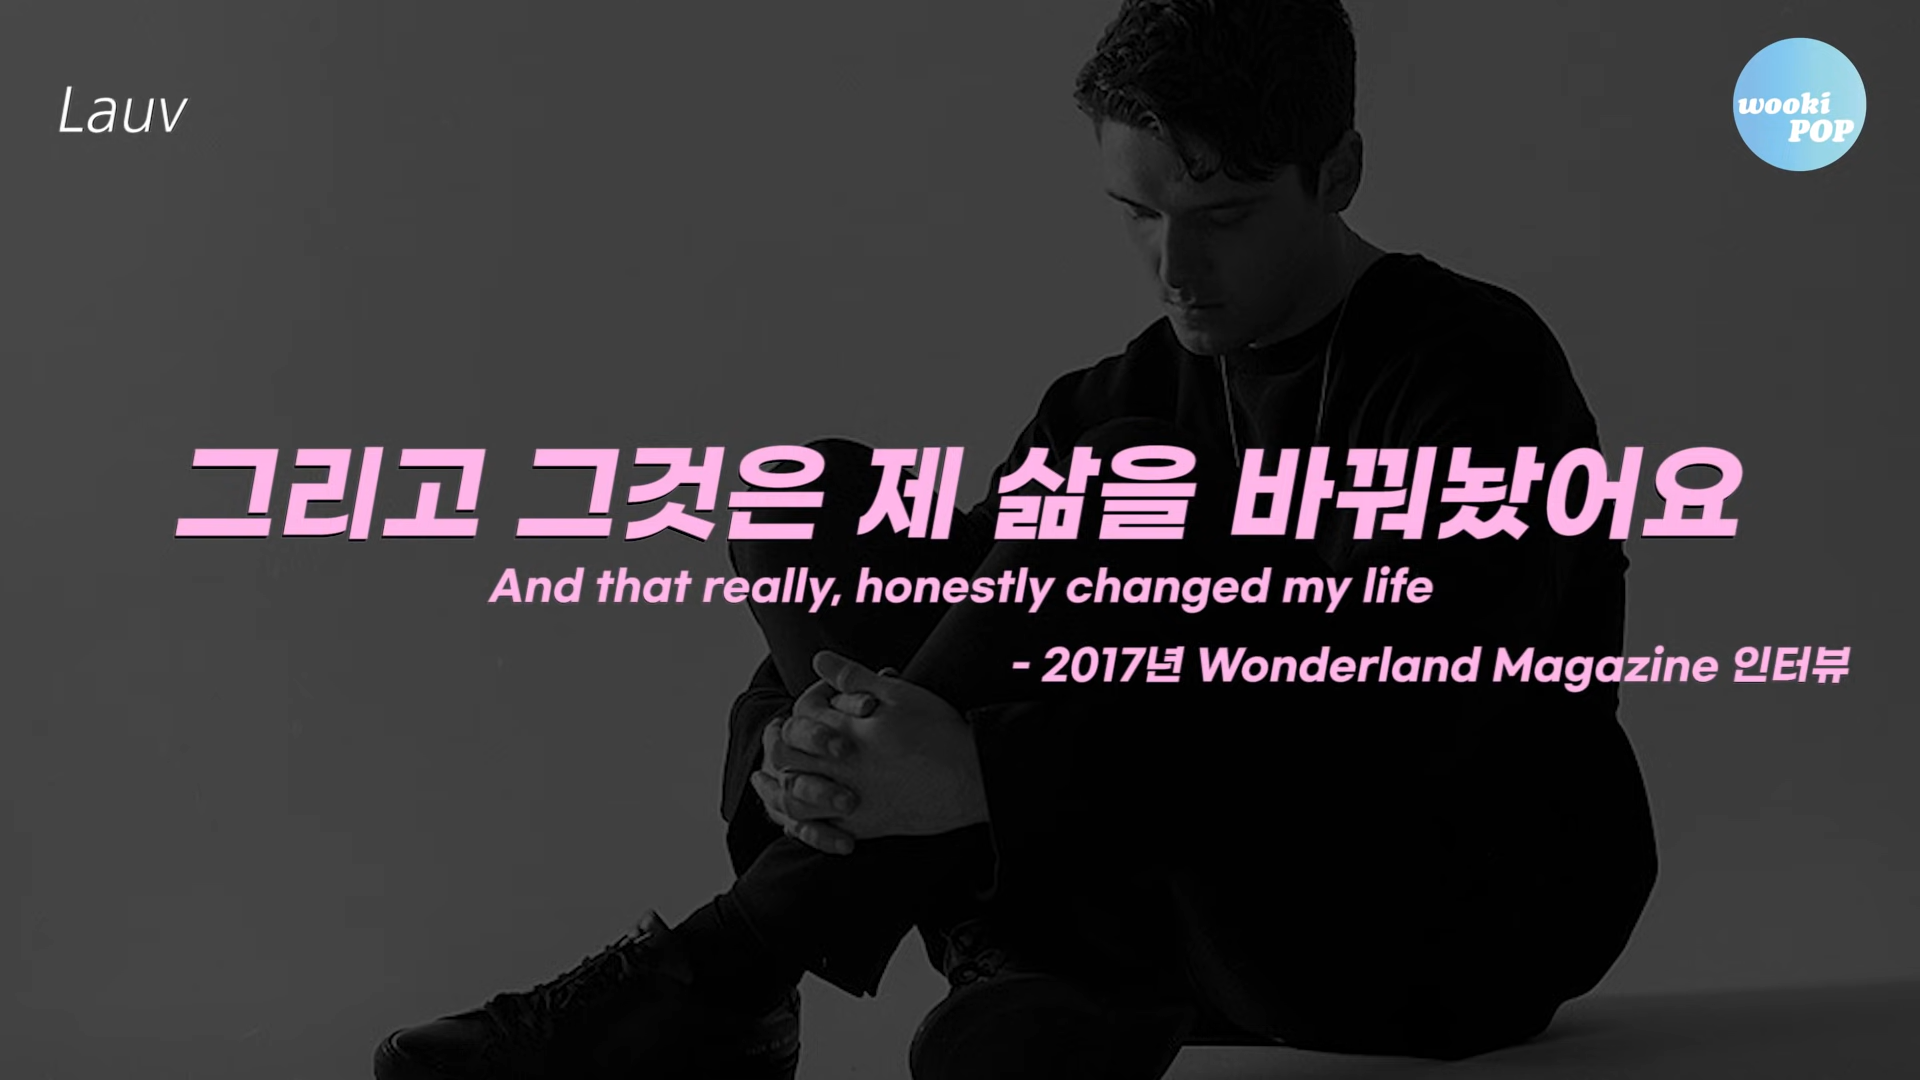 Lauv
wooki
POP
그리고 그것은 제 삶을 바꿔놨어요
And that really, honestly changed my life
- 2017년 Wonderland Magazine 인터뷰